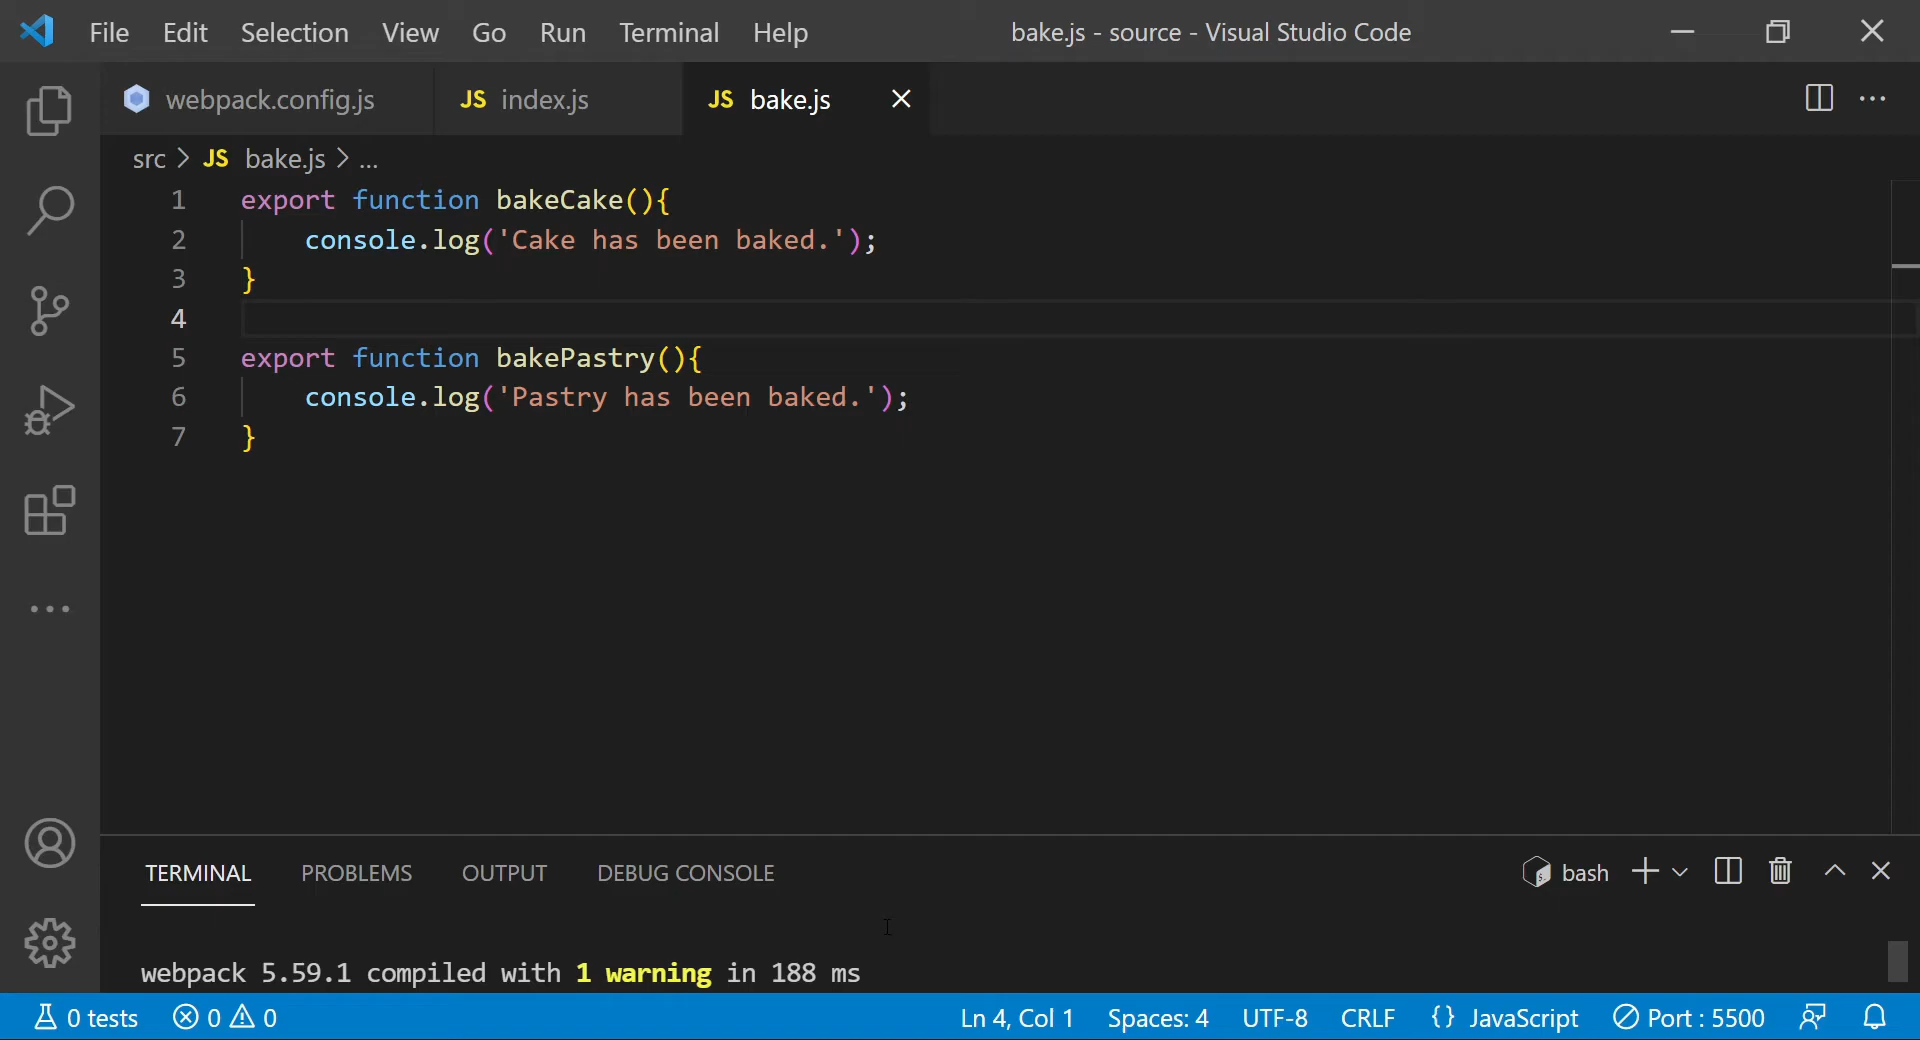 File Edit Selection View Go Run Terminal Help bake.js - source - Visual Studio Code
webpack.config.js JS index.js JS bake.js
src > JS bake.js > ...
1 export function bakeCake(){
2 console.log('Cake has been baked.');
3 }
4
5 export function bakePastry(){
6 console.log('Pastry has been baked.');
7 }
TERMINAL PROBLEMS OUTPUT DEBUG CONSOLE bash
webpack 5.59.1 compiled with 1 warning in 188 ms
0 tests 0 0 Ln 4, Col 1 Spaces: 4 UTF-8 CRLF {} JavaScript Port : 5500